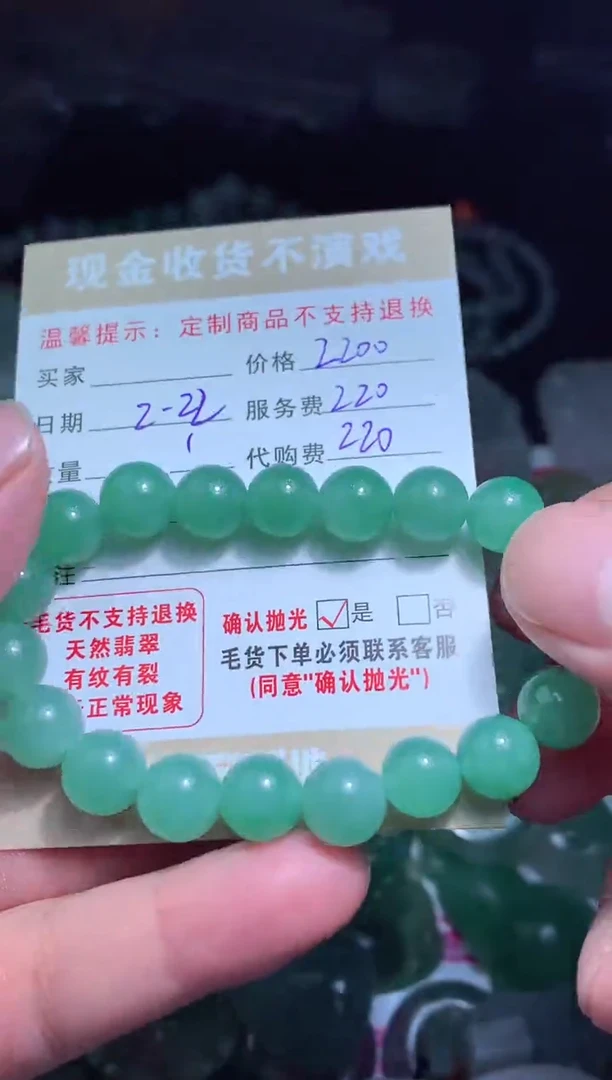 现金收货不演戏
温馨提示：定制商品不支持退换
买家 价格 2200
日期 2-22 服务费 220
量 1 代购费 220
注
毛货不支持退换
天然翡翠
有纹有裂
正常现象
确认抛光 是 否
毛货下单必须联系客服
(同意"确认抛光")